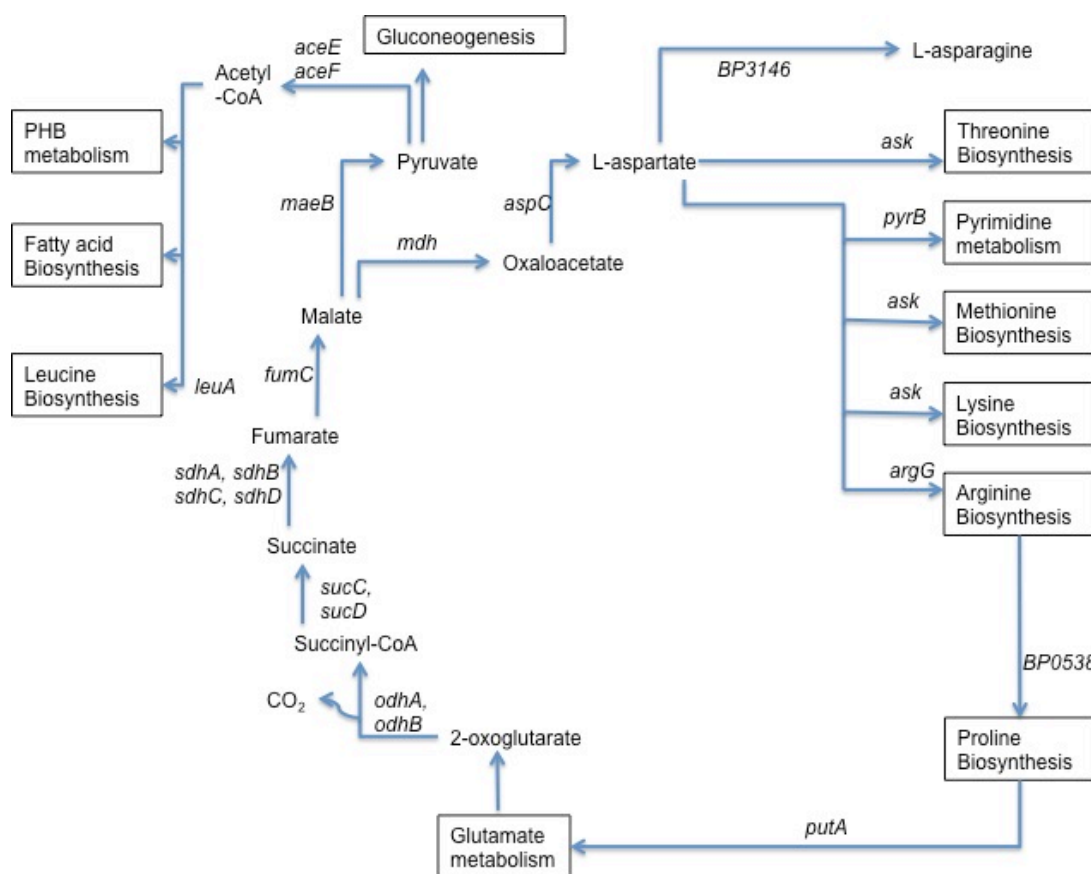 Gluconeogenesis
aceE
aceF
Acetyl
-CoA
L-asparagine
BP3146
PHB
metabolism
Pyruvate
L-aspartate
ask
Threonine
Biosynthesis
maeB
aspC
pyrB
Pyrimidine
metabolism
Fatty acid
Biosynthesis
mdh
Oxaloacetate
Malate
ask
Methionine
Biosynthesis
Leucine
Biosynthesis
leuA
fumC
ask
Lysine
Biosynthesis
Fumarate
sdhA, sdhB
sdhC, sdhD
argG
Arginine
Biosynthesis
Succinate
sucC,
sucD
Succinyl-CoA
BP0538
CO₂
odhA,
odhB
2-oxoglutarate
Proline
Biosynthesis
Glutamate
metabolism
putA